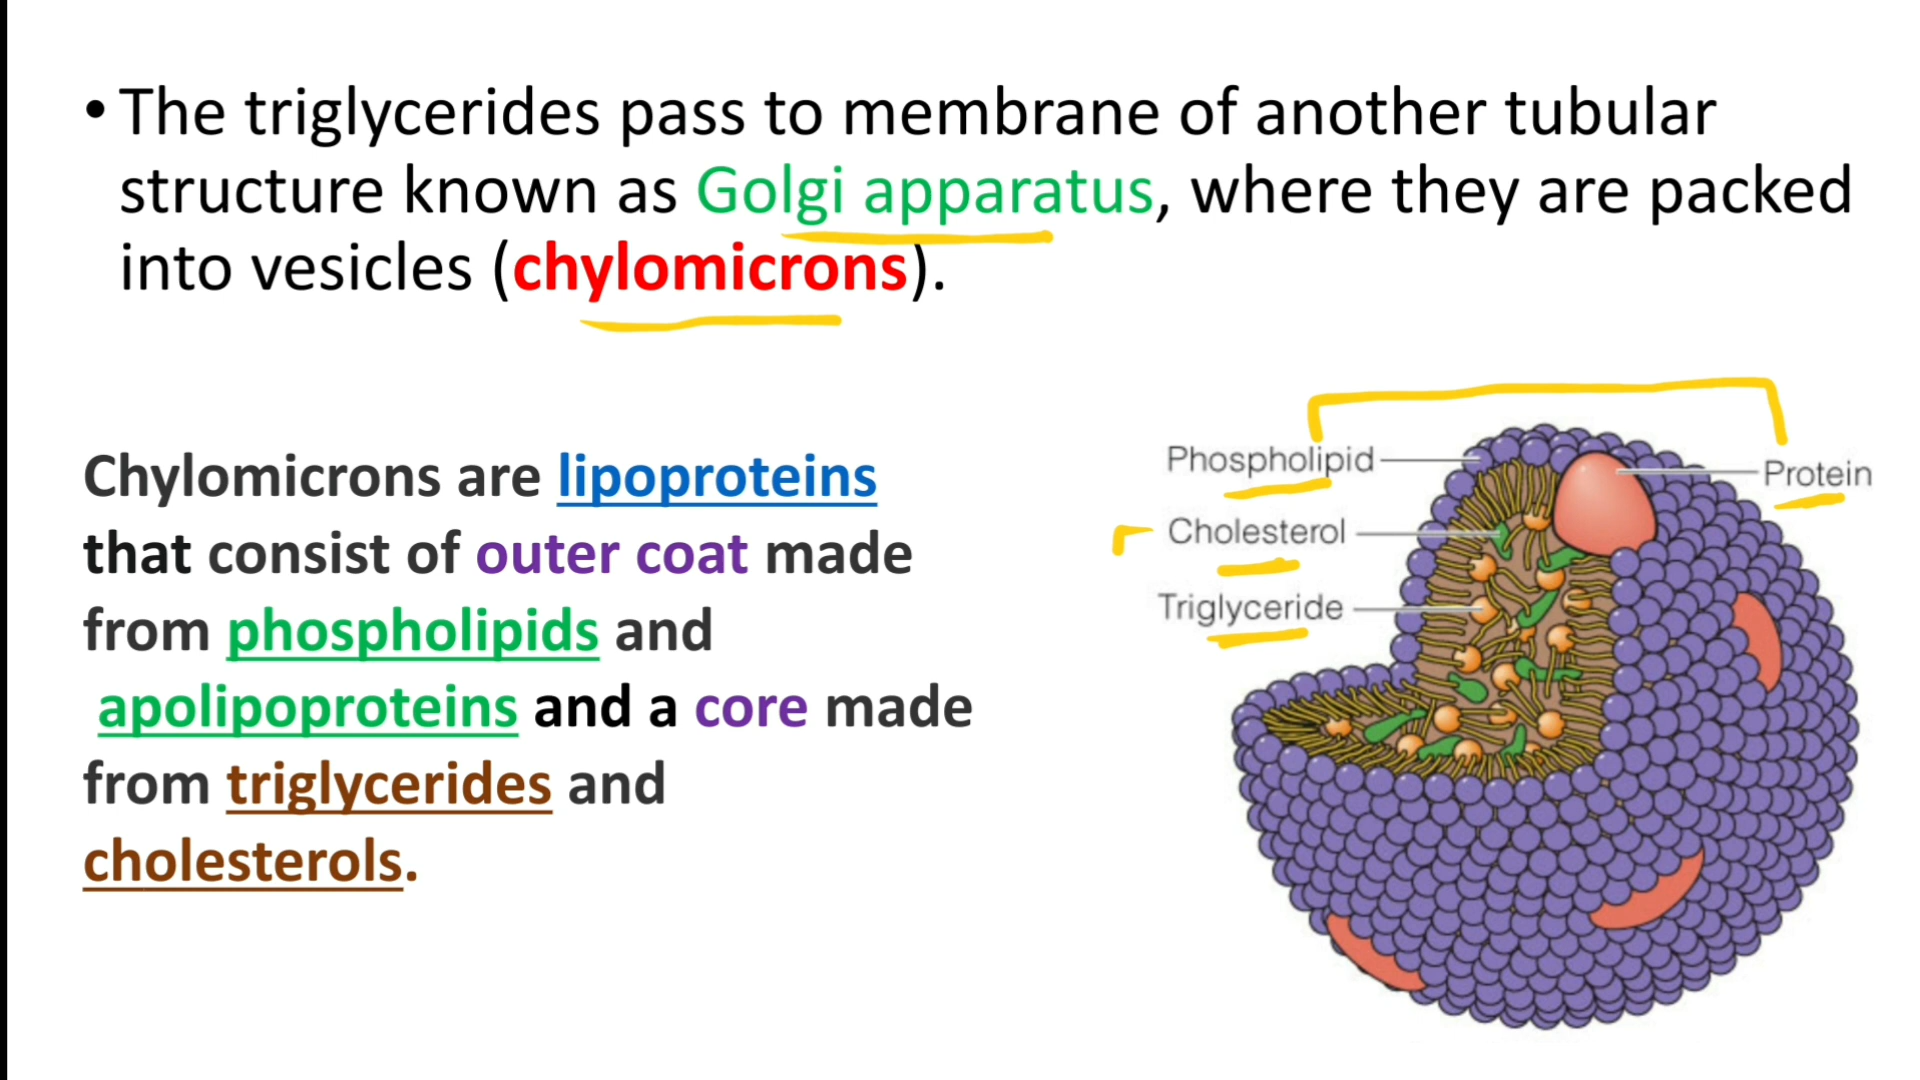 • The triglycerides pass to membrane of another tubular
structure known as Golgi apparatus, where they are packed
into vesicles (chylomicrons).
Chylomicrons are lipoproteins
that consist of outer coat made
from phospholipids and
apolipoproteins and a core made
from triglycerides and
cholesterols.
Phospholipid
Protein
Cholesterol
Triglyceride